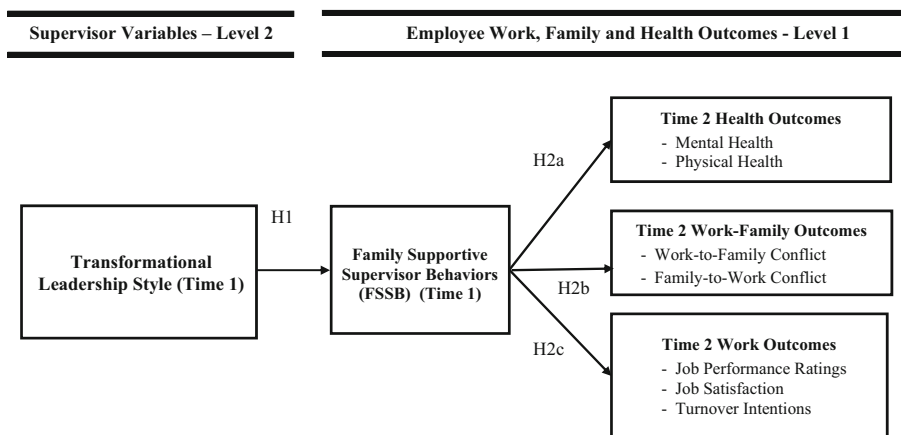 Supervisor Variables – Level 2
Employee Work, Family and Health Outcomes - Level 1
Transformational
Leadership Style (Time 1)
H1
Family Supportive
Supervisor Behaviors
(FSSB) (Time 1)
H2a
H2b
H2c
Time 2 Health Outcomes
- Mental Health
- Physical Health
Time 2 Work-Family Outcomes
- Work-to-Family Conflict
- Family-to-Work Conflict
Time 2 Work Outcomes
- Job Performance Ratings
- Job Satisfaction
- Turnover Intentions